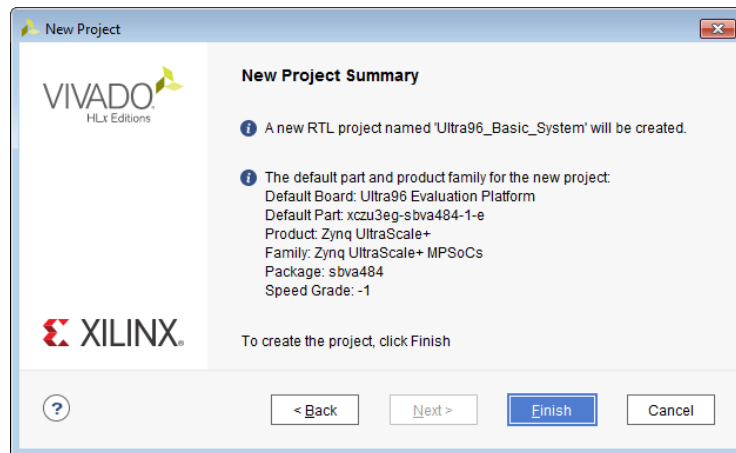 New Project
VIVADO.
HLx Editions
New Project Summary
A new RTL project named 'Ultra96_Basic_System' will be created.
The default part and product family for the new project:
Default Board: Ultra96 Evaluation Platform
Default Part: xczu3eg-sbva484-1-e
Product: Zynq UltraScale+
Family: Zynq UltraScale+ MPSoCs
Package: sbva484
Speed Grade: -1
XILINX.
To create the project, click Finish
?
< Back
Next >
Finish
Cancel